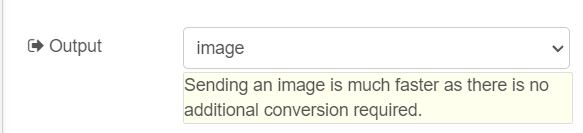 Output
image
Sending an image is much faster as there is no
additional conversion required.